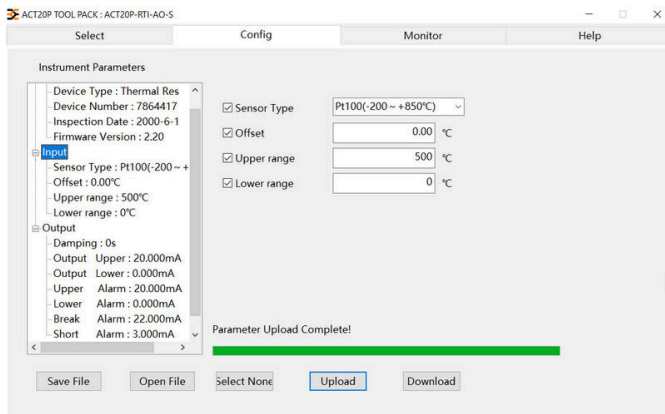 ACT20P TOOL PACK : ACT20P-RTI-AO-S
Select Config Monitor Help
Instrument Parameters
Device Type : Thermal Res
Device Number : 7864417
Inspection Date : 2000-6-1
Firmware Version : 2.20
Input
Sensor Type : Pt100(-200 ~ +
Offset : 0.00℃
Upper range : 500℃
Lower range : 0℃
Output
Damping : 0s
Output Upper : 20.000mA
Output Lower : 0.000mA
Upper Alarm : 20.000mA
Lower Alarm : 0.000mA
Break Alarm : 22.000mA
Short Alarm : 3.000mA
Sensor Type Pt100(-200 ~ +850℃)
Offset 0.00 ℃
Upper range 500 ℃
Lower range 0 ℃
Parameter Upload Complete!
Save File Open File Select None Upload Download